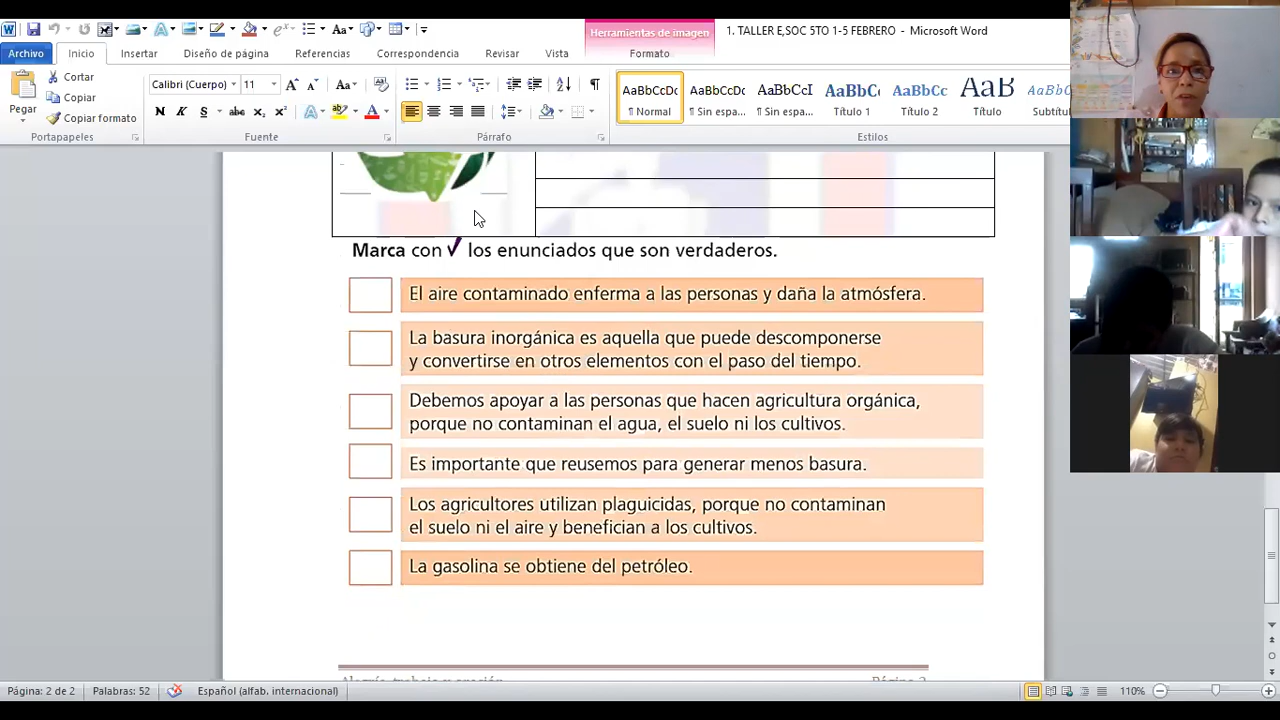 1. TALLER E,SOC 5TO 1-5 FEBRERO - Microsoft Word
Herramientas de imagen
Archivo Inicio Insertar Diseño de página Referencias Correspondencia Revisar Vista Formato
Pegar
Cortar
Copiar
Copiar formato
Portapapeles
Calibri (Cuerpo) 11
N K S abc x₂ x²
Fuente
Párrafo
AaBbCcDc AaBbCcDc AaBbCcI AaBbCc AaBbCc AaB AaBbCc
¶ Normal ¶ Sin espa... ¶ Sin espa... Título 1 Título 2 Título Subtítul
Estilos
Marca con ✓ los enunciados que son verdaderos.
El aire contaminado enferma a las personas y daña la atmósfera.
La basura inorgánica es aquella que puede descomponerse
y convertirse en otros elementos con el paso del tiempo.
Debemos apoyar a las personas que hacen agricultura orgánica,
porque no contaminan el agua, el suelo ni los cultivos.
Es importante que reusemos para generar menos basura.
Los agricultores utilizan plaguicidas, porque no contaminan
el suelo ni el aire y benefician a los cultivos.
La gasolina se obtiene del petróleo.
Página: 2 de 2 Palabras: 52 Español (alfab. internacional) 110%